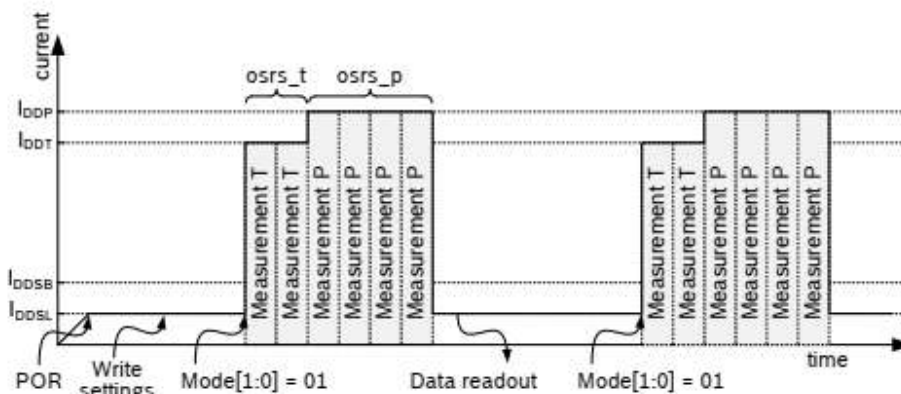 current
osrs_t
osrs_p
IDDP
IDDT
IDDSB
IDDSL
Measurement T
Measurement T
Measurement P
Measurement P
Measurement P
Measurement P
Measurement T
Measurement T
Measurement P
Measurement P
Measurement P
Measurement P
time
POR
Write
settings
Mode[1:0] = 01
Data readout
Mode[1:0] = 01